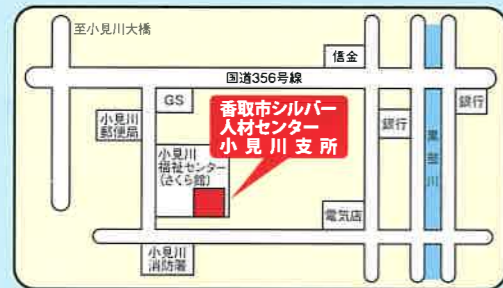 至小見川大橋
信金
国道356号線
GS
香取市シルバー
人材センター
小見川支所
小見川
郵便局
銀行
銀行
黒部川
小見川
福祉センター
(さくら館)
電気店
小見川
消防署